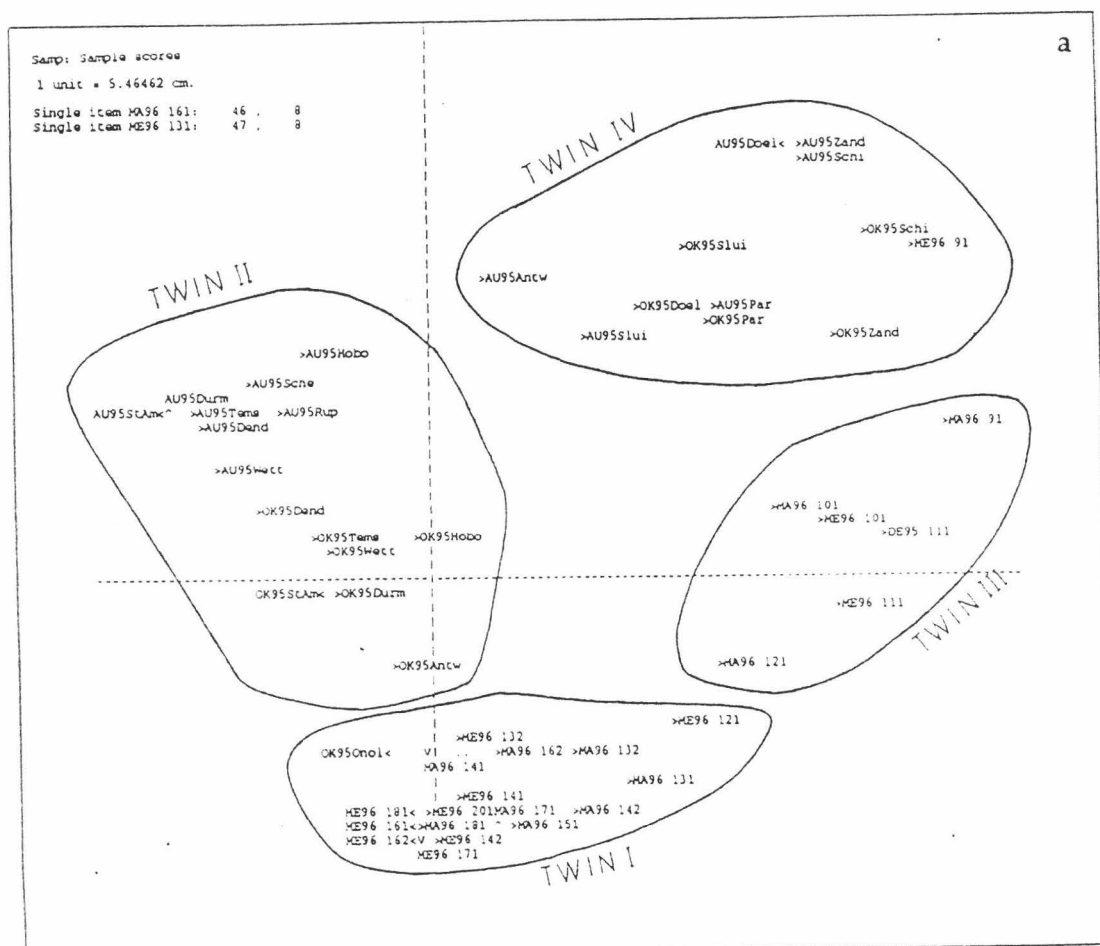 a
Samp: Sample scores
1 unit = 5.46462 cm.
Single item MA96 161: 46 , 8
Single item ME96 131: 47 , 8
TWIN IV
AU95Doel< >AU95Zand
>AU95Schi
>OK95Schi
>ME96 91
>OK95Slui
>AU95Antw
>OK95Doel >AU95Par
>OK95Par
>AU95Slui
>OK95Zand
TWIN II
>AU95Hobo
>AU95Sche
AU95Durm
AU95StAm<^ >AU95Tems >AU95Rup
>AU95Dend
>AU95Wett
>OK95Dend
>OK95Tems >OK95Hobo
>OK95Wett
OK95StAm< >OK95Durm
>OK95Antw
>MA96 91
>MA96 101
>ME96 101
>DE95 111
>ME96 111
>MA96 121
TWIN III
>ME96 121
>ME96 132
OK95Onol< V| .. >MA96 162 >MA96 132
MA96 141
>MA96 131
>ME96 141
ME96 181< >ME96 201MA96 171 >MA96 142
ME96 161<>MA96 181 ^ >MA96 151
ME96 162<V >ME96 142
ME96 171
TWIN I